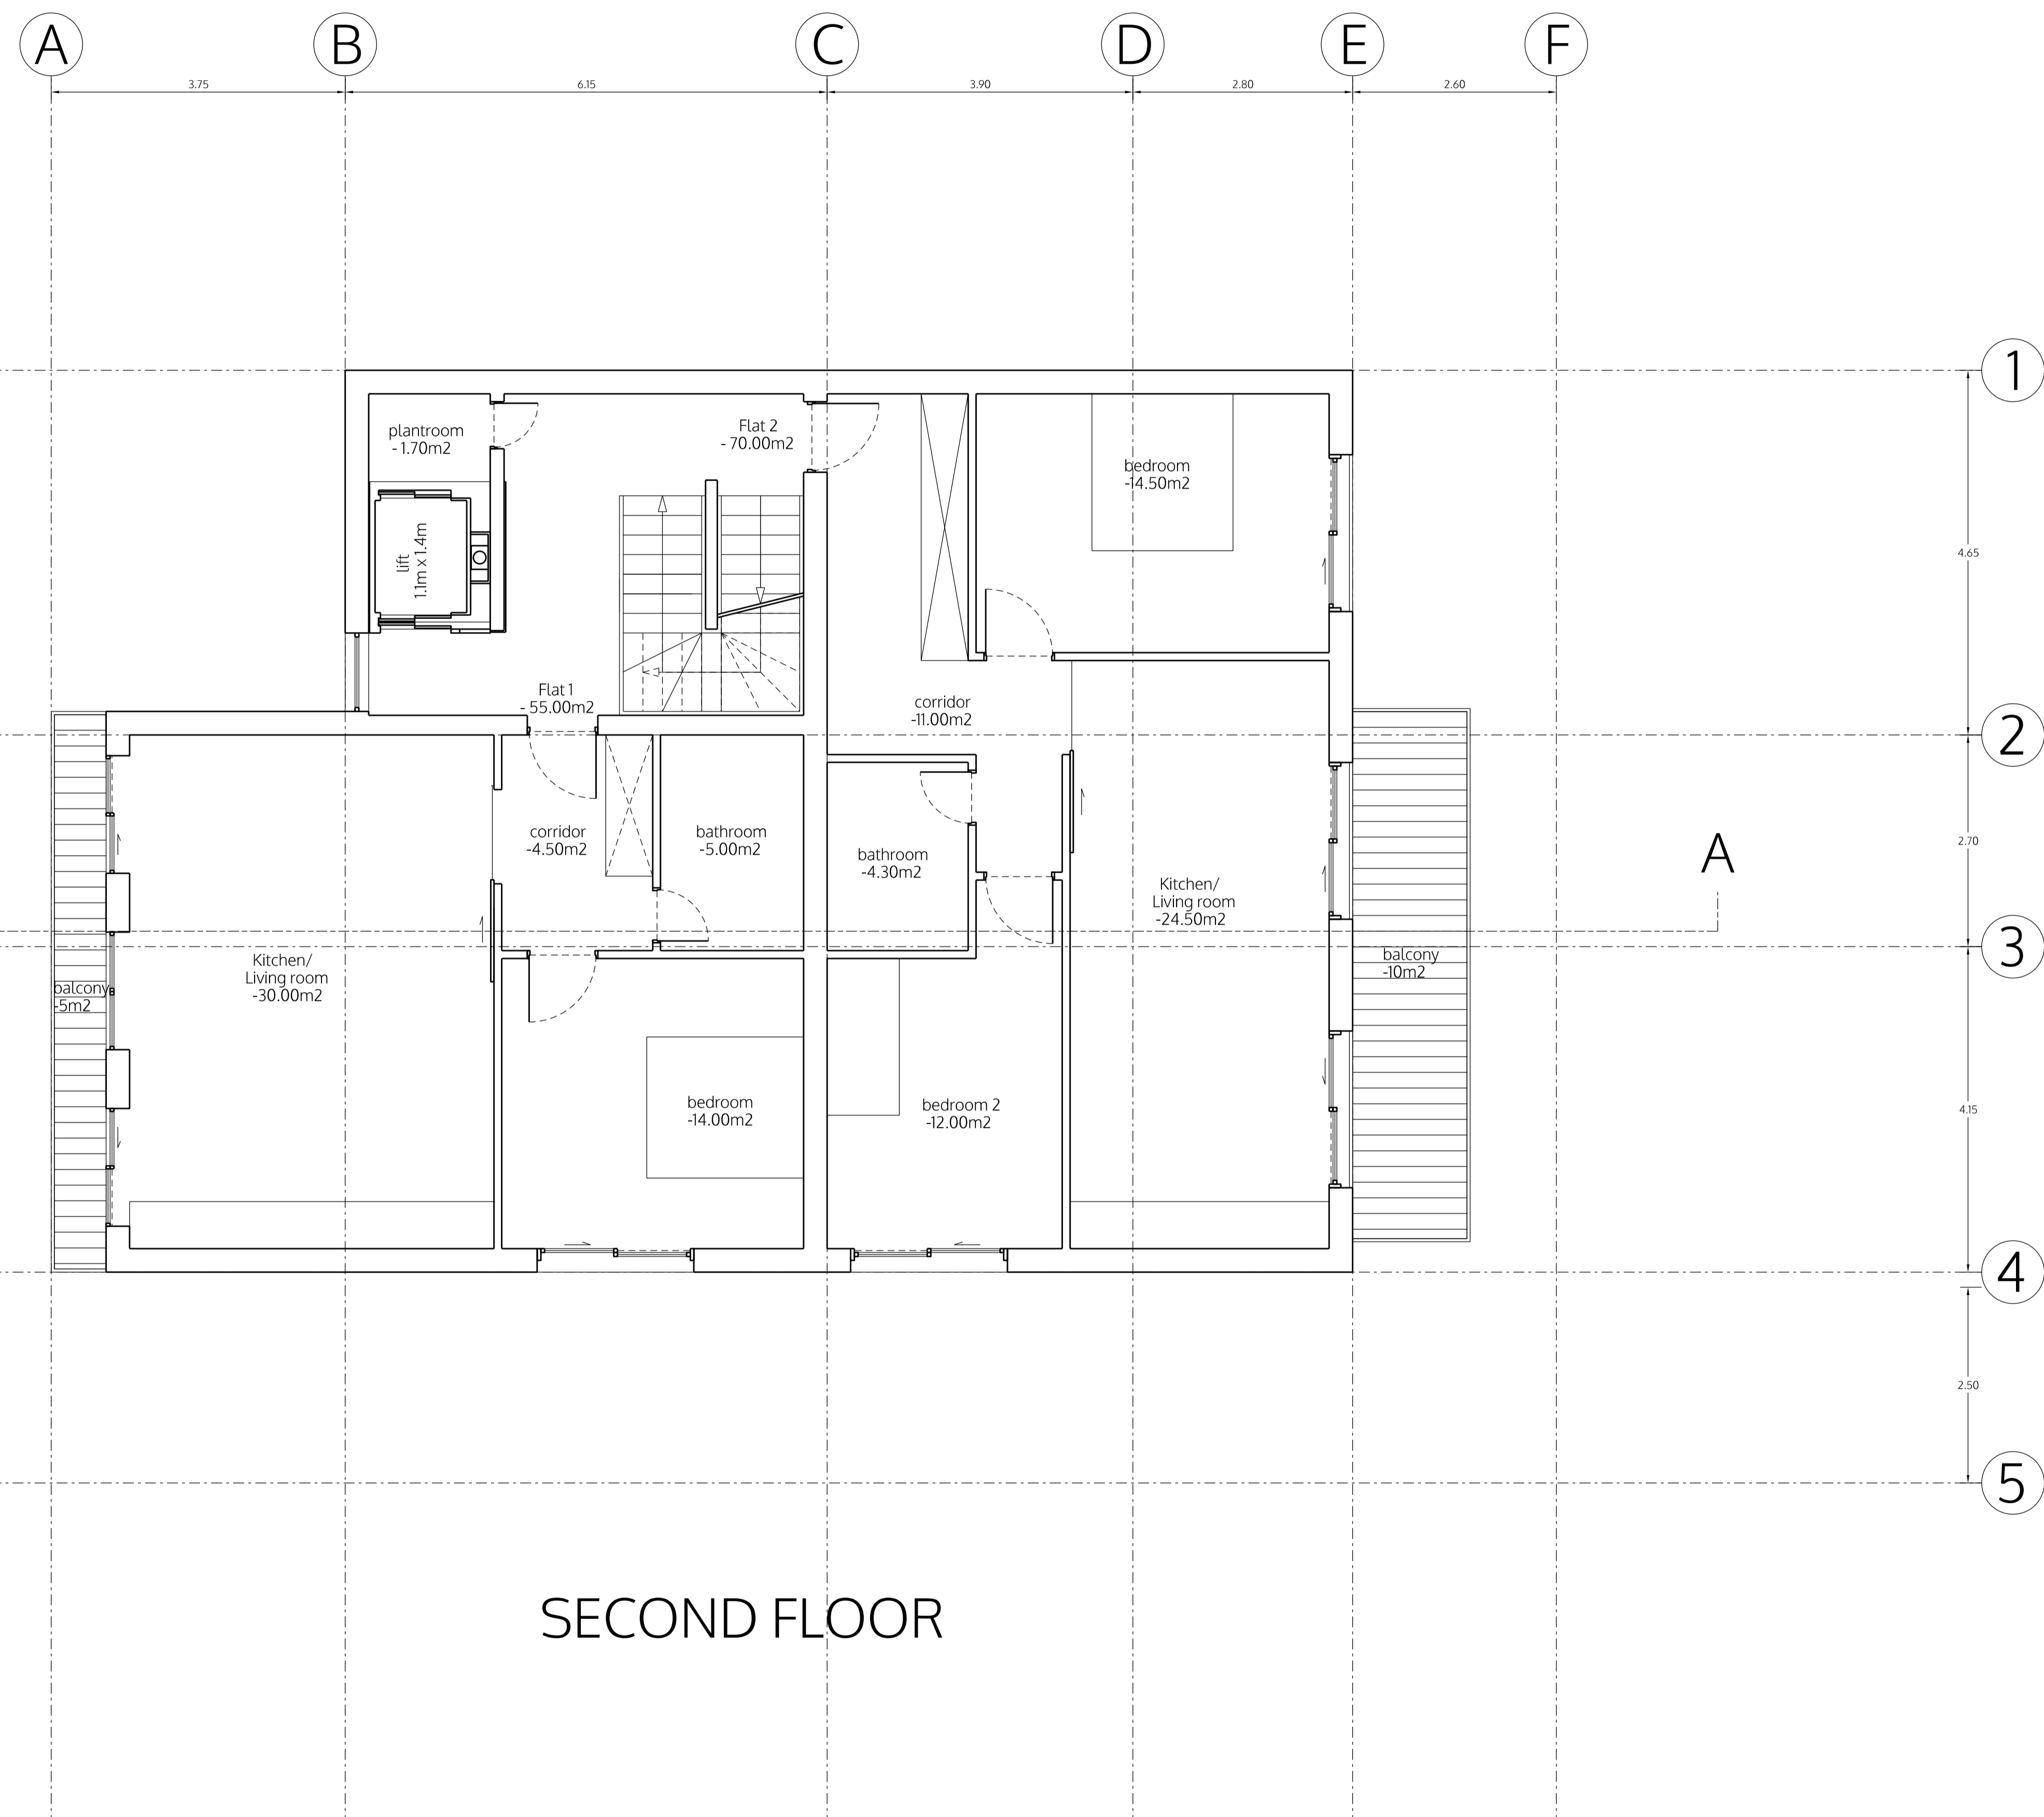 A
B
C
D
E
F
3.75
6.15
3.90
2.80
2.60
1
plantroom
- 1.70m2
Flat 2
- 70.00m2
bedroom
-14.50m2
lift
1.1m x 1.4m
4.65
Flat 1
- 55.00m2
corridor
-11.00m2
2
corridor
-4.50m2
bathroom
-5.00m2
bathroom
-4.30m2
2.70
A
Kitchen/
Living room
-24.50m2
3
Kitchen/
Living room
-30.00m2
balcony
-10m2
balcony
-5m2
bedroom
-14.00m2
bedroom 2
-12.00m2
4.15
4
2.50
5
SECOND FLOOR